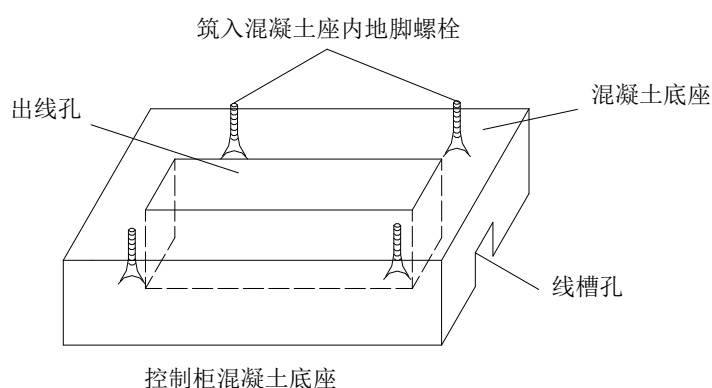 筑入混凝土座内地脚螺栓
混凝土底座
出线孔
线槽孔
控制柜混凝土底座